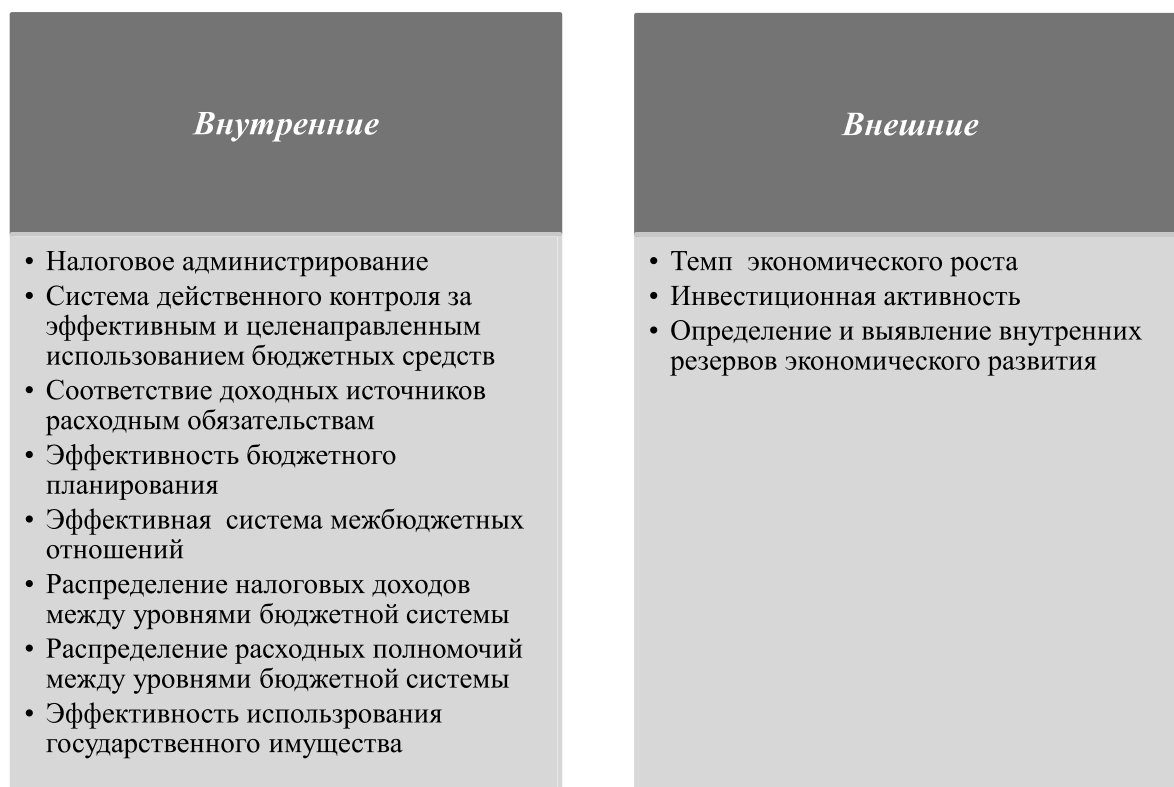 Внутренние
• Налоговое администрирование
• Система действенного контроля за
эффективным и целенаправленным
использованием бюджетных средств
• Соответствие доходных источников
расходным обязательствам
• Эффективность бюджетного
планирования
• Эффективная  система межбюджетных
отношений
• Распределение налоговых доходов
между уровнями бюджетной системы
• Распределение расходных полномочий
между уровнями бюджетной системы
• Эффективность использрования
государственного имущества
Внешние
• Темп  экономического роста
• Инвестиционная активность
• Определение и выявление внутренних
резервов экономического развития